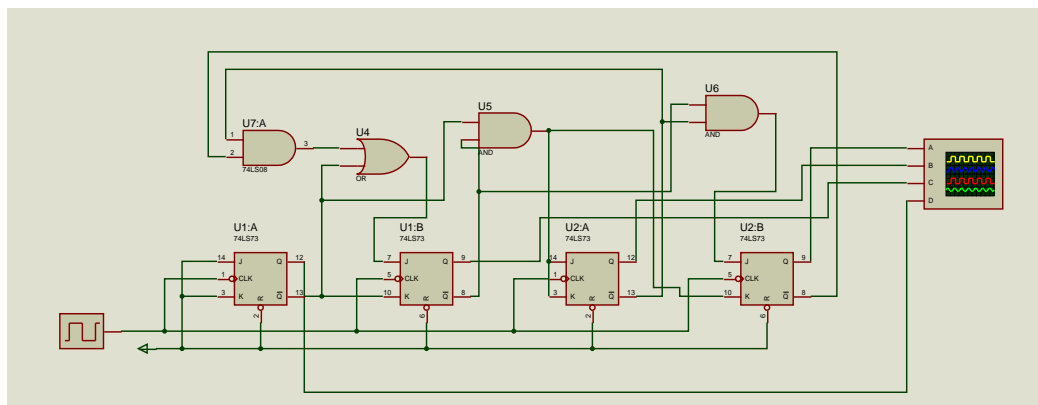 U6
U5
U7:A
U4
1
2
3
74LS08
OR
AND
AND
A
B
C
D
U1:A
74LS73
U1:B
74LS73
U2:A
74LS73
U2:B
74LS73
14 J Q 12
1 CLK
3 K R Q 13
2
7 J Q 9
5 CLK
10 K R Q 8
6
14 J Q 12
1 CLK
3 K R Q 13
2
7 J Q 9
5 CLK
10 K R Q 8
6